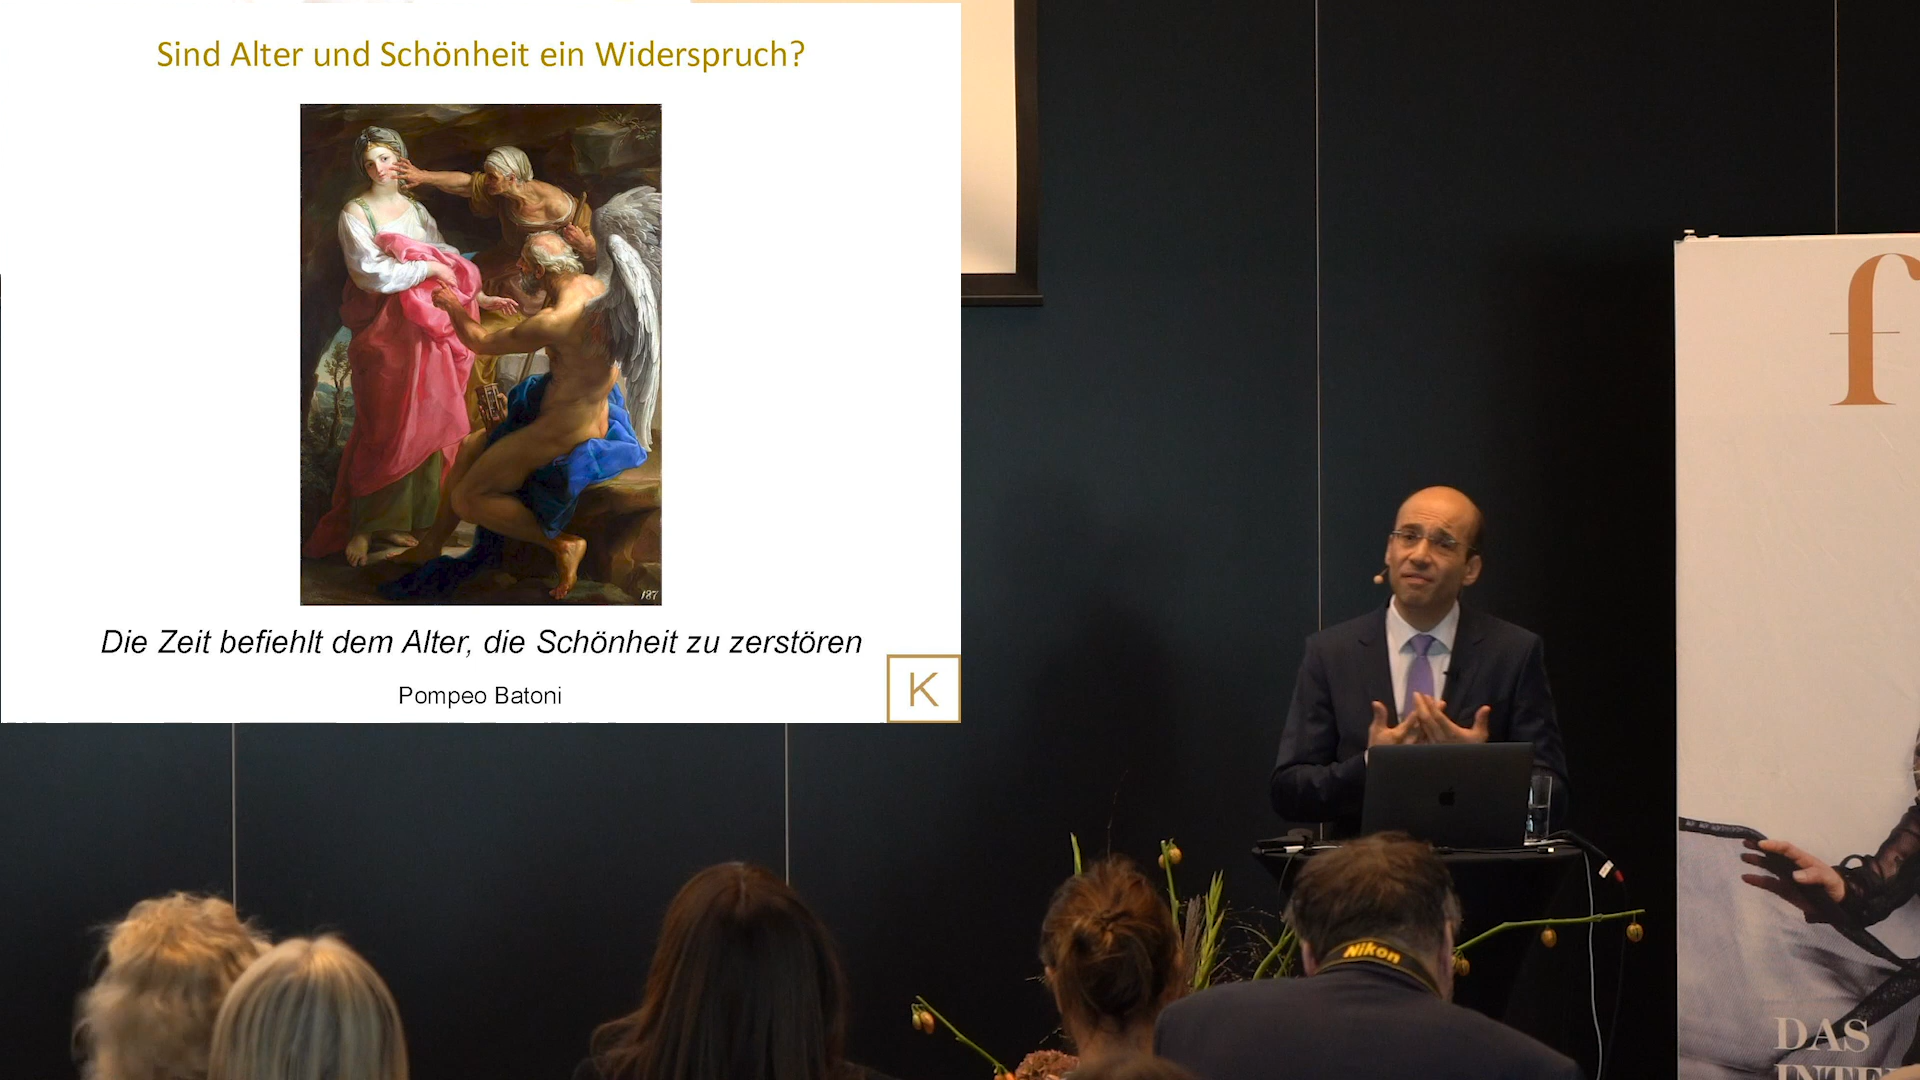 Sind Alter und Schönheit ein Widerspruch?
187
Die Zeit befiehlt dem Alter, die Schönheit zu zerstören
Pompeo Batoni
K
f
Nikon
DAS